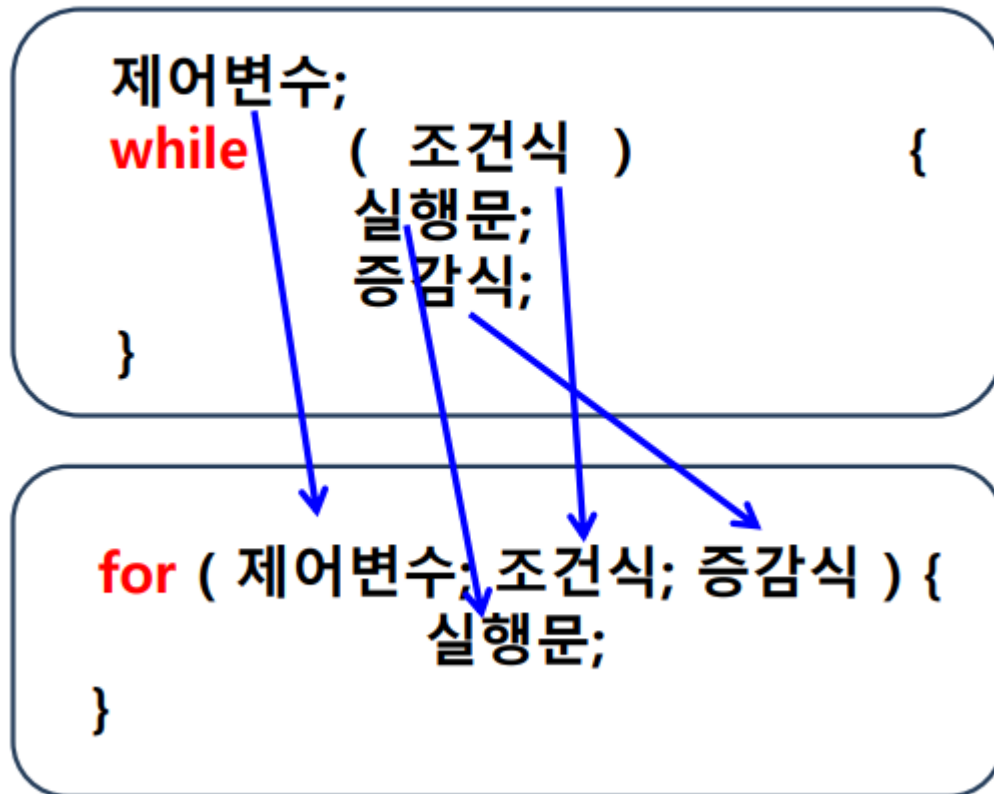 제어변수;
while ( 조건식 ) {
실행문;
증감식;
}
for ( 제어변수; 조건식; 증감식 ) {
실행문;
}